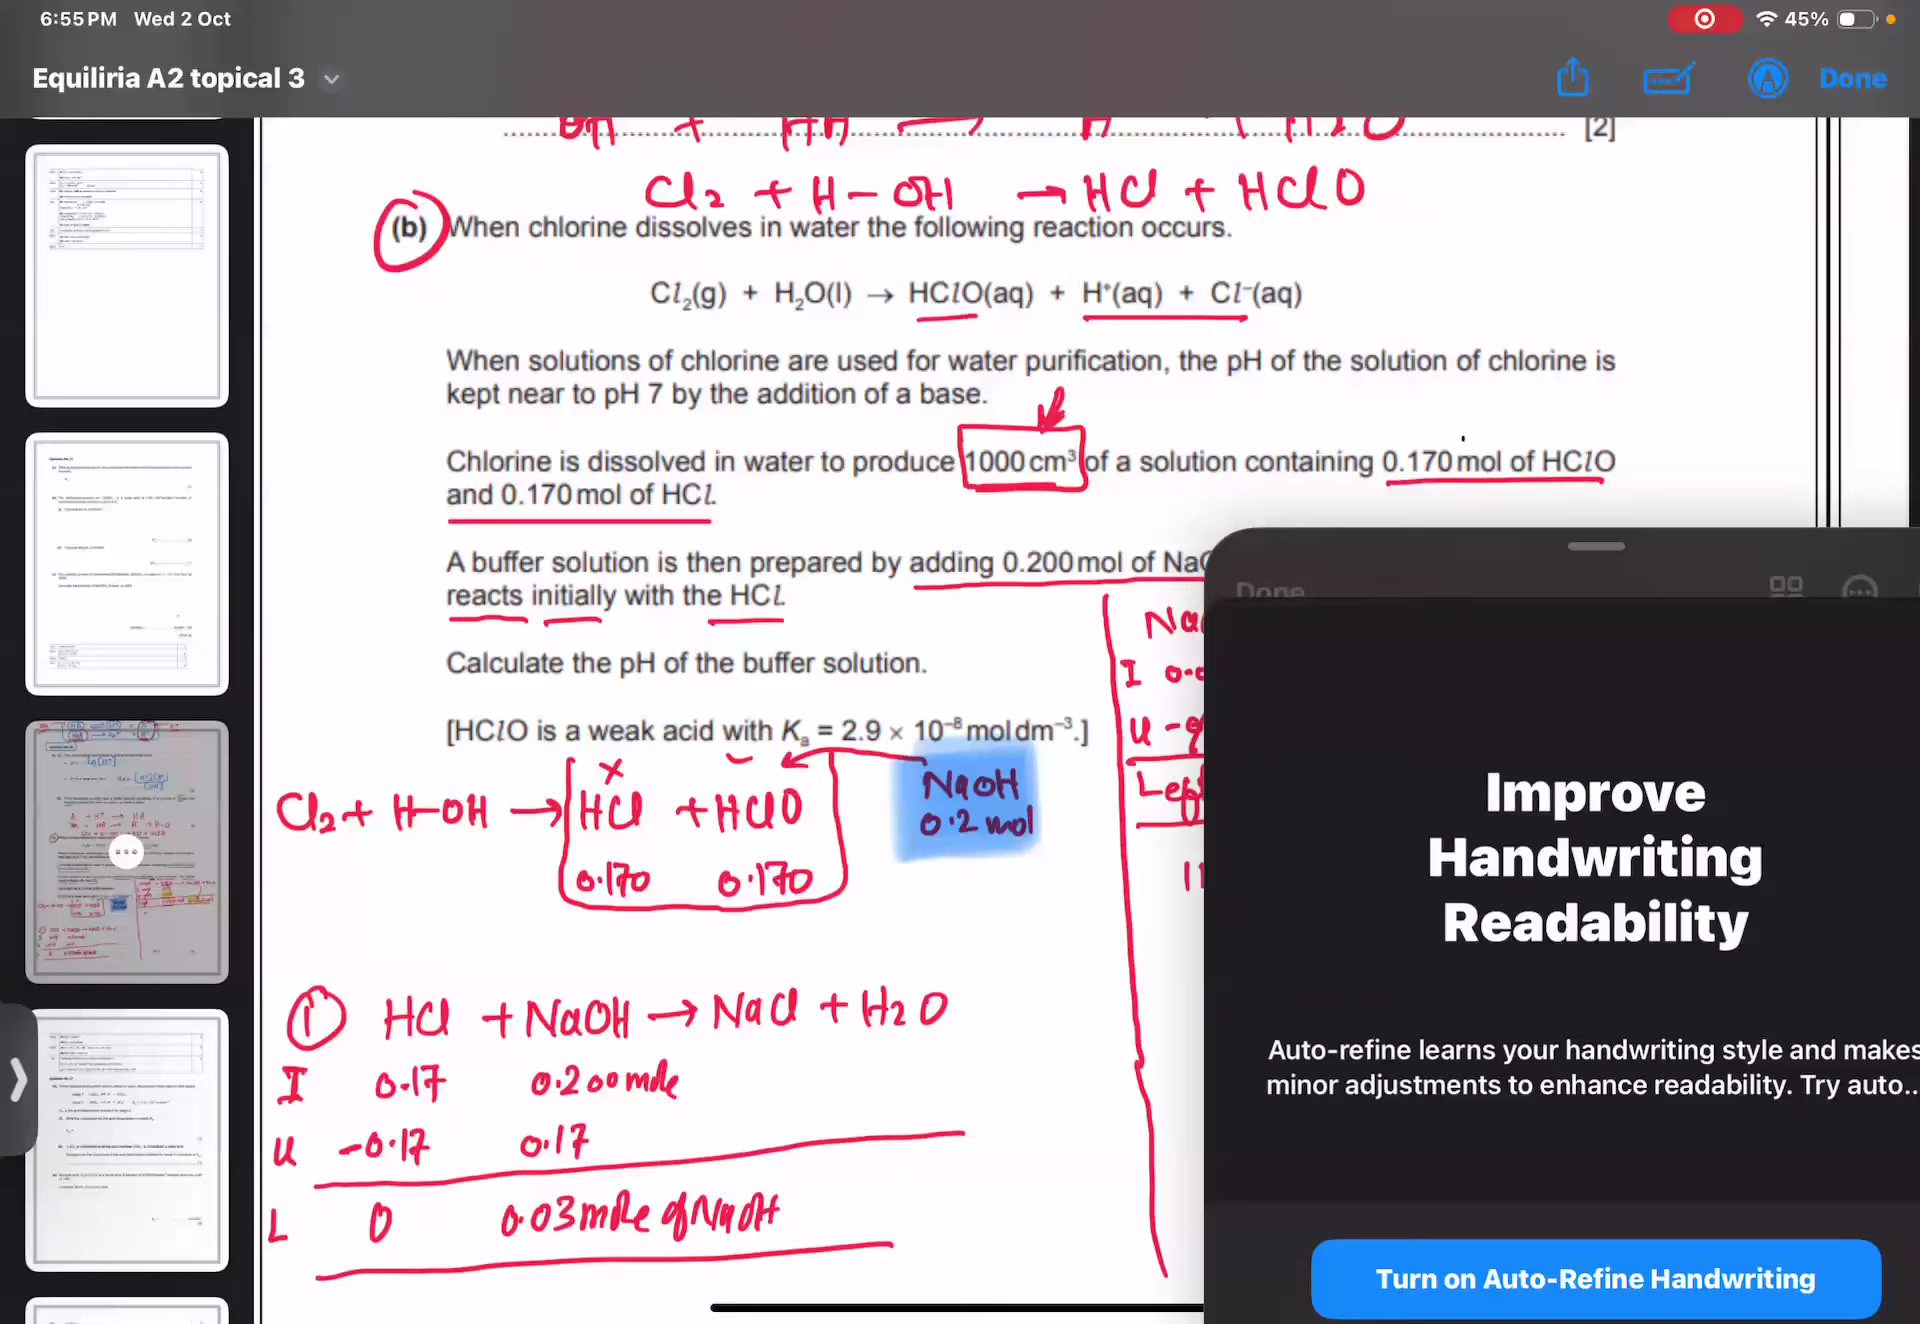 6:55 PM Wed 2 Oct
45%
Equiliria A2 topical 3
Done
[2]
Cl2 + H-OH → HCl + HClO
(b) When chlorine dissolves in water the following reaction occurs.
Cl₂(g) + H₂O(l) → HClO(aq) + H⁺(aq) + Cl⁻(aq)
When solutions of chlorine are used for water purification, the pH of the solution of chlorine is
kept near to pH 7 by the addition of a base.
Chlorine is dissolved in water to produce 1000 cm³ of a solution containing 0.170 mol of HClO
and 0.170 mol of HCl.
A buffer solution is then prepared by adding 0.200 mol of Na
reacts initially with the HCl.
Calculate the pH of the buffer solution.
[HClO is a weak acid with Kₐ = 2.9 × 10⁻⁸ mol dm⁻³.]
Cl2 + H-OH → HCl + HClO
0.170 0.170
NaOH
0.2 mol
Na
I 0.0
U
Left
① HCl + NaOH → NaCl + H2O
I 0.17 0.200 mole
U -0.17 0.17
L 0 0.03 mole of NaOH
Done
Improve
Handwriting
Readability
Auto-refine learns your handwriting style and makes
minor adjustments to enhance readability. Try auto...
Turn on Auto-Refine Handwriting